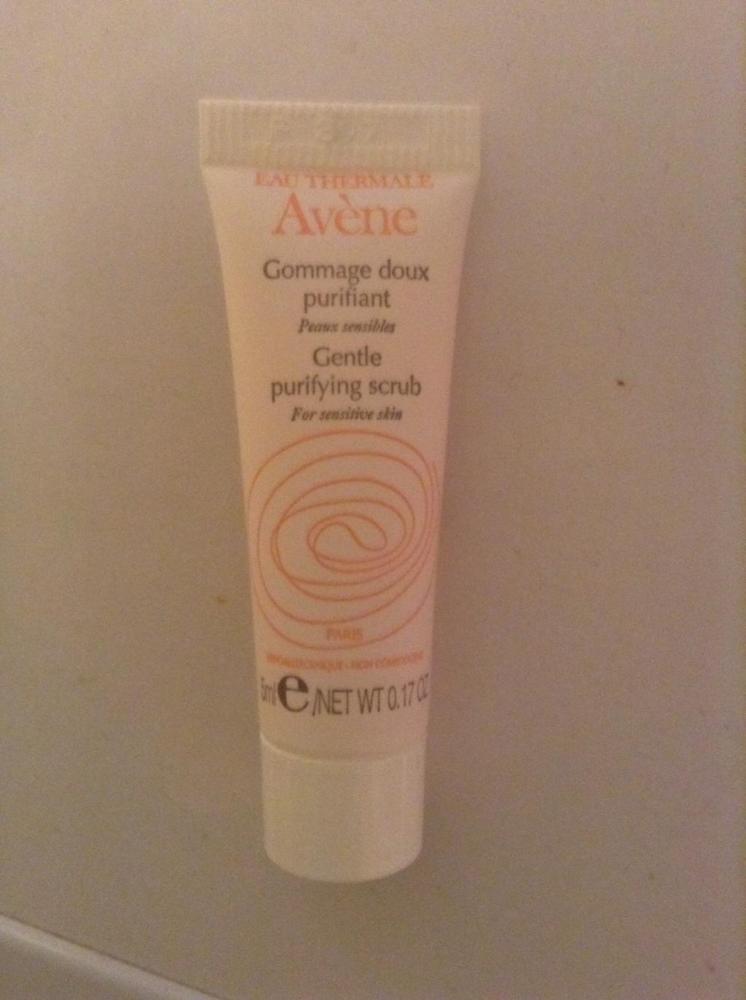 EAU THERMALE
Avène
Gommage doux
purifiant
Peaux sensibles
Gentle
purifying scrub
For sensitive skin
PARIS
5ml e/NET WT 0.17 OZ